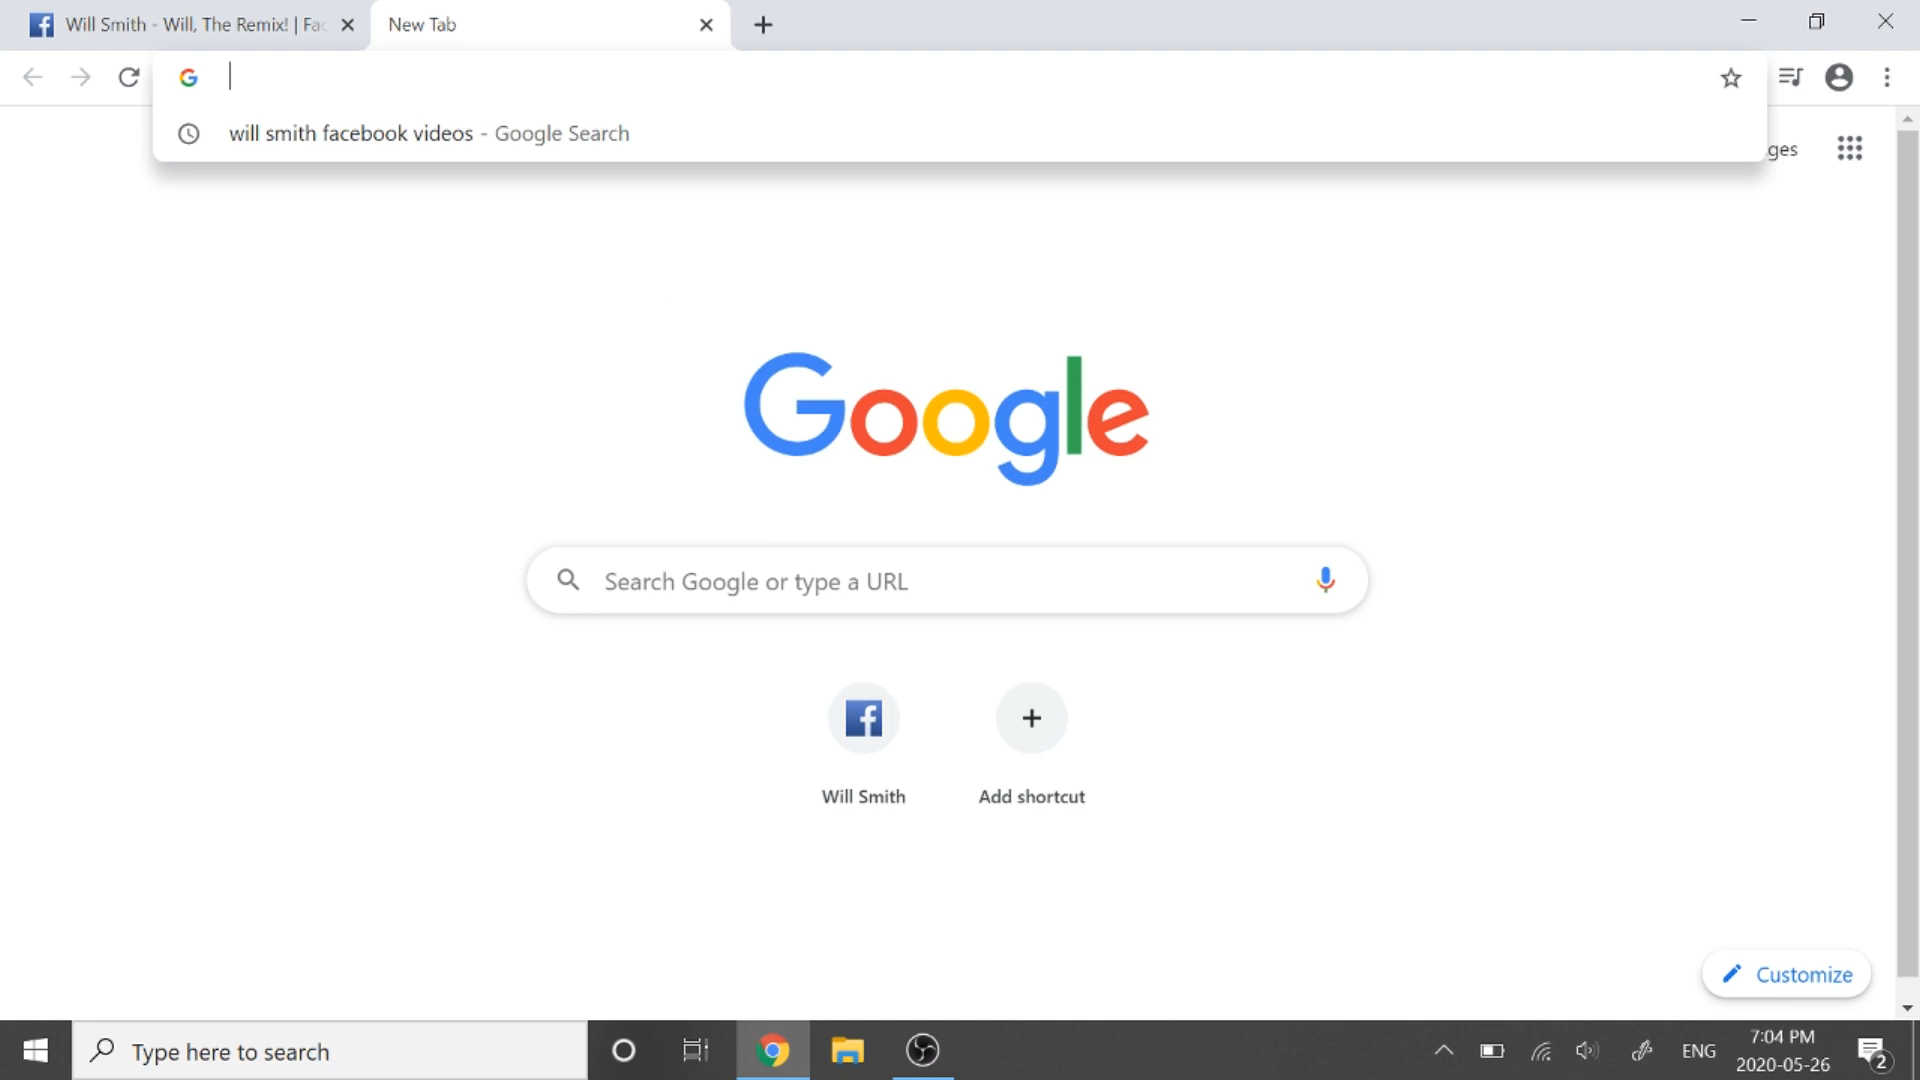 Will Smith - Will, The Remix! | Fac
New Tab
will smith facebook videos - Google Search
ges
Google
Search Google or type a URL
Will Smith
Add shortcut
Customize
Type here to search
ENG
7:04 PM
2020-05-26
2